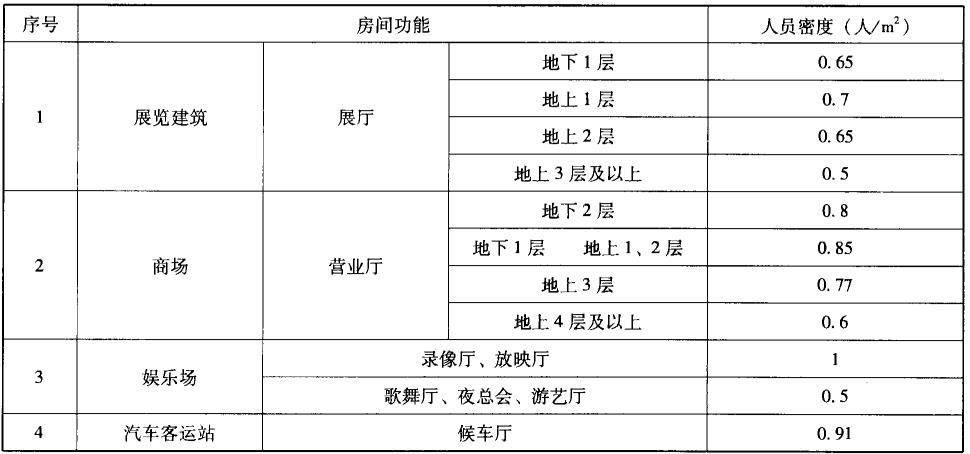 序号 房间功能 人员密度（人/m²）
1 展览建筑 展厅 地下1层 0.65
地上1层 0.7
地上2层 0.65
地上3层及以上 0.5
2 商场 营业厅 地下2层 0.8
地下1层 地上1、2层 0.85
地上3层 0.77
地上4层及以上 0.6
3 娱乐场 录像厅、放映厅 1
歌舞厅、夜总会、游艺厅 0.5
4 汽车客运站 候车厅 0.91